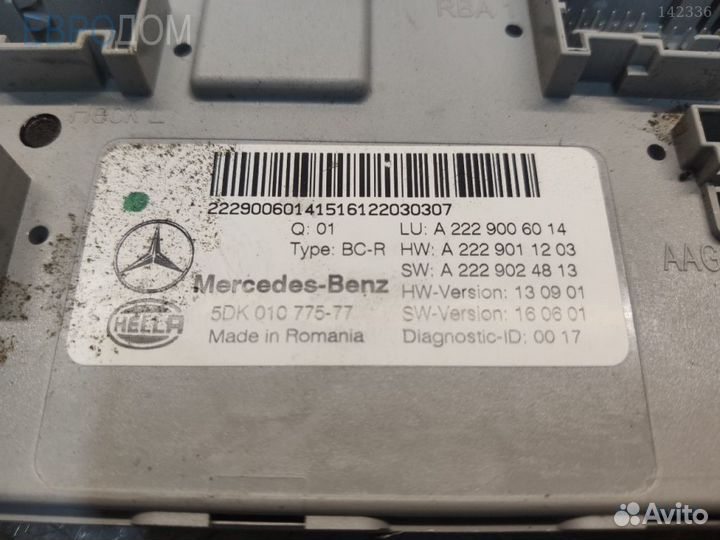 142336
ЕВРОДОМ
RBA
Heck L
22290060141516122030307
Q: 01 LU: A 222 900 60 14
Type: BC-R HW: A 222 901 12 03
SW: A 222 902 48 13
Mercedes-Benz HW-Version: 13 09 01
HELLA 5DK 010 775-77 SW-Version: 16 06 01
Made in Romania Diagnostic-ID: 00 17
AAG
Avito